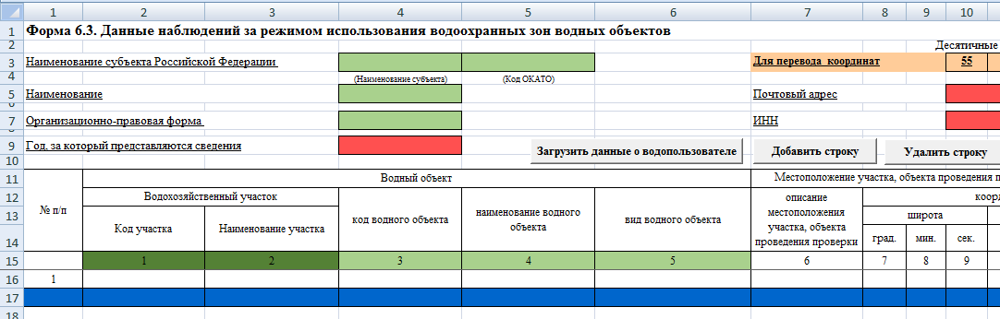 1 2 3 4 5 6 7 8 9 10
1 Форма 6.3. Данные наблюдений за режимом использования водоохранных зон водных объектов
2 Десятичные
3 Наименование субъекта Российской Федерации Для перевода координат 55
4 (Наименование субъекта) (Код ОКАТО)
5 Наименование Почтовый адрес
7 Организационно-правовая форма ИНН
9 Год, за который представляются сведения
Загрузить данные о водопользователе Добавить строку Удалить строку
10
11 Водный объект Местоположение участка, объекта проведения п
12 № п/п Водохозяйственный участок код водного объекта наименование водного объекта вид водного объекта описание местоположения участка, объекта проведения проверки коор
13 Код участка Наименование участка широта
14 град. мин. сек.
15 1 2 3 4 5 6 7 8 9
16 1
17
18